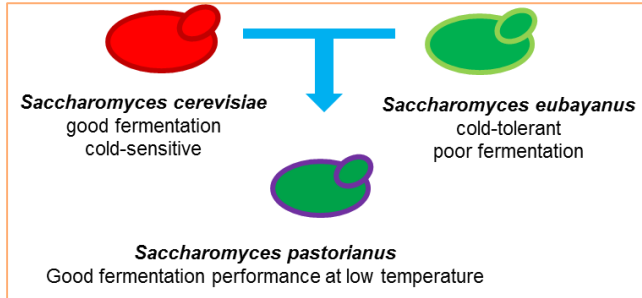 Saccharomyces cerevisiae
good fermentation
cold-sensitive
Saccharomyces eubayanus
cold-tolerant
poor fermentation
Saccharomyces pastorianus
Good fermentation performance at low temperature